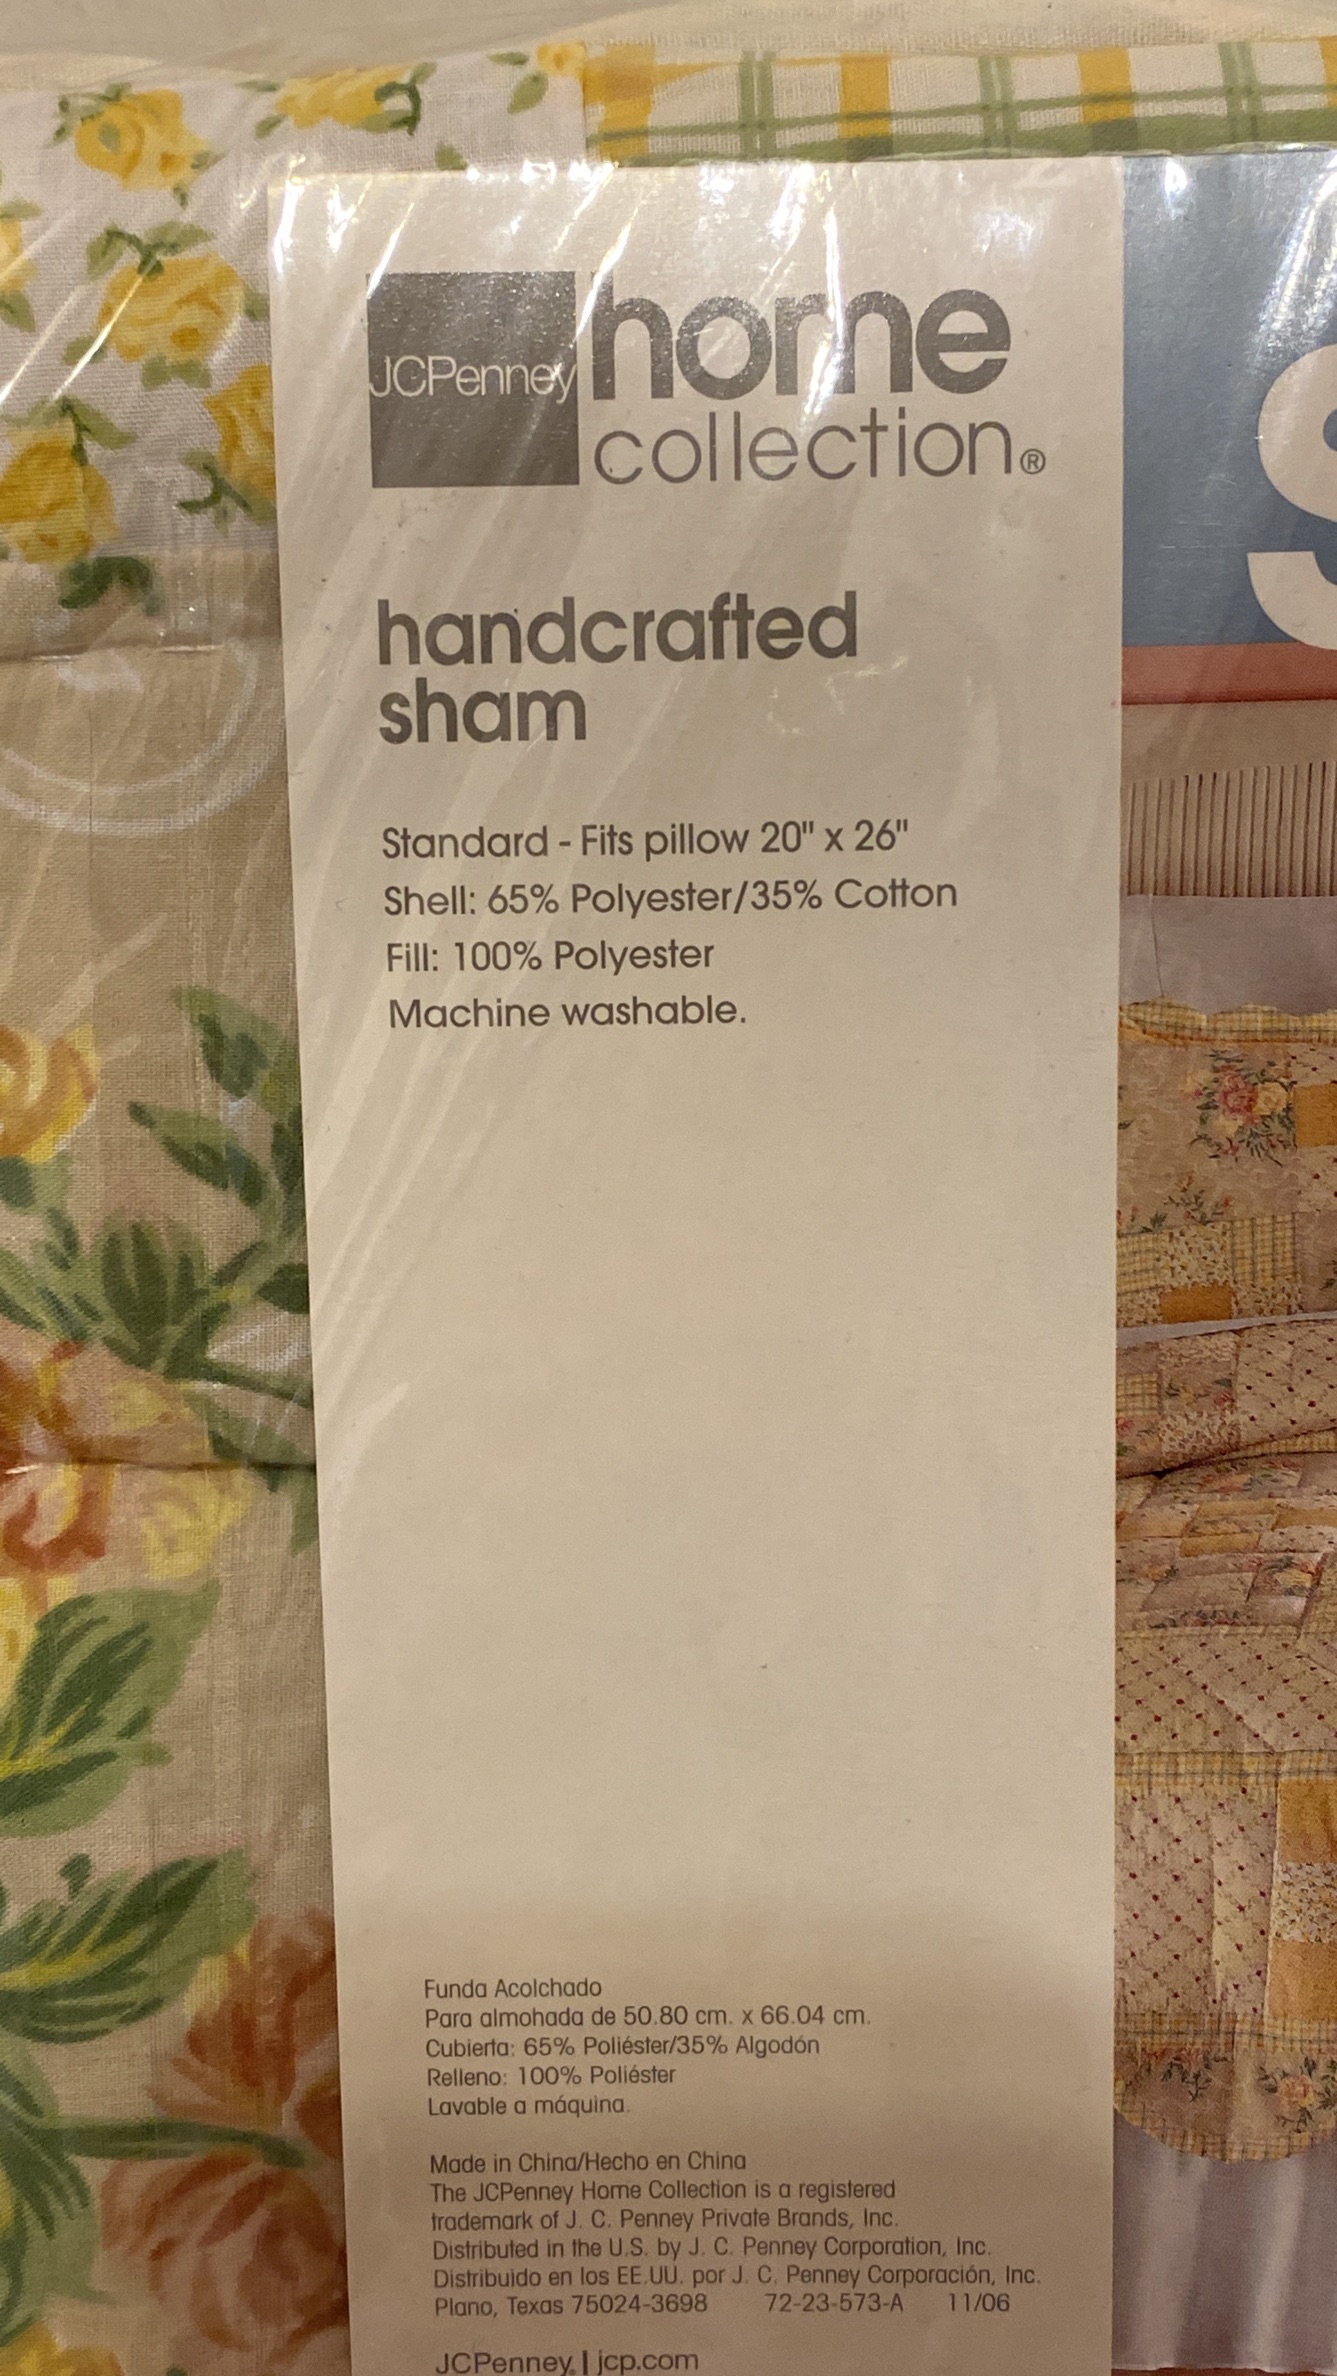 JCPenney home
collection®
handcrafted
sham
Standard - Fits pillow 20" x 26"
Shell: 65% Polyester/35% Cotton
Fill: 100% Polyester
Machine washable.
Funda Acolchado
Para almohada de 50.80 cm. x 66.04 cm.
Cubierta: 65% Poliéster/35% Algodón
Relleno: 100% Poliéster
Lavable a máquina.
Made in China/Hecho en China
The JCPenney Home Collection is a registered
trademark of J. C. Penney Private Brands, Inc.
Distributed in the U.S. by J. C. Penney Corporation, Inc.
Distribuido en los EE.UU. por J. C. Penney Corporación, Inc.
Plano, Texas 75024-3698 72-23-573-A 11/06
JCPenney | jcp.com